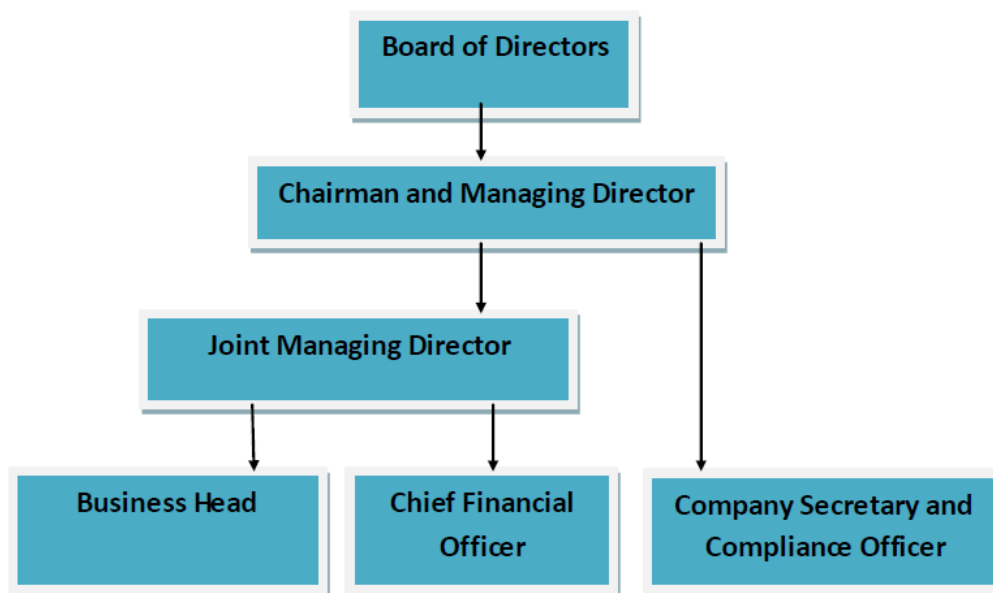 Board of Directors
Chairman and Managing Director
Joint Managing Director
Business Head
Chief Financial
Officer
Company Secretary and
Compliance Officer